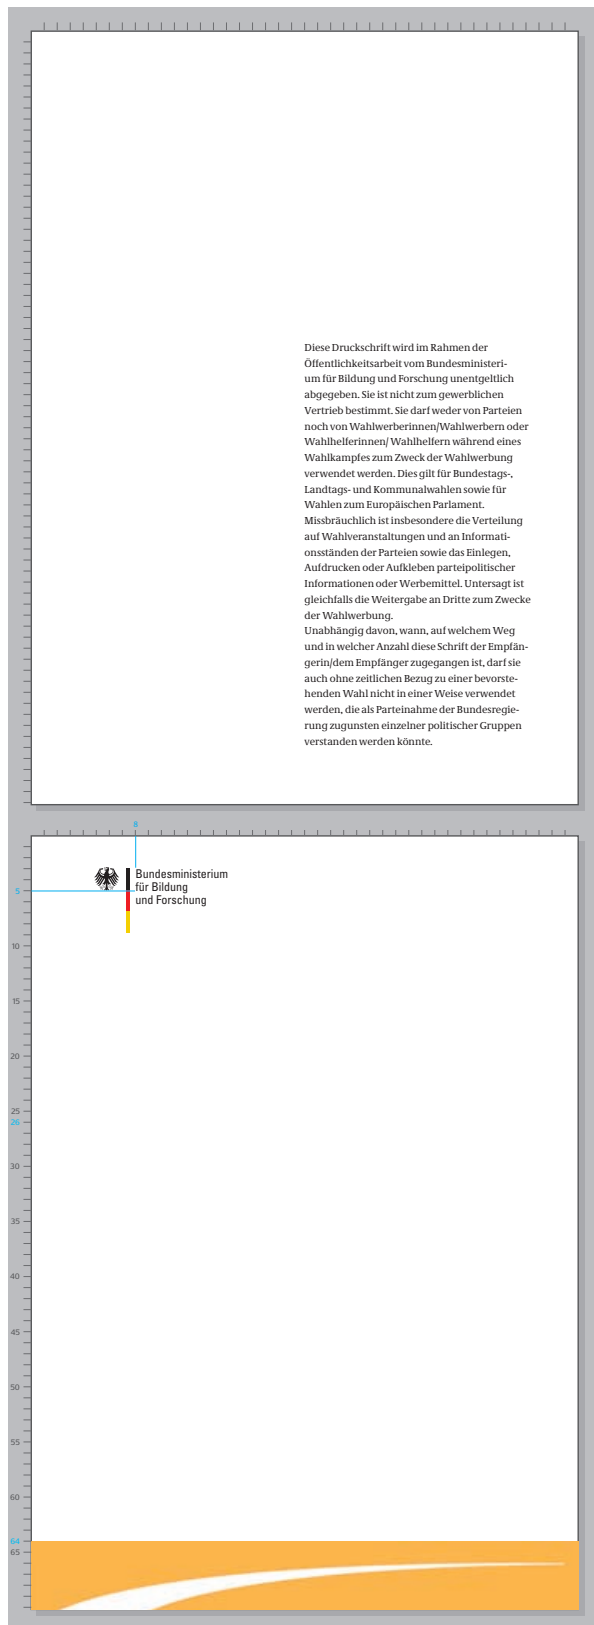 Diese Druckschrift wird im Rahmen der
Öffentlichkeitsarbeit vom Bundesministeri-
um für Bildung und Forschung unentgeltlich
abgegeben. Sie ist nicht zum gewerblichen
Vertrieb bestimmt. Sie darf weder von Parteien
noch von Wahlwerberinnen/Wahlwerbern oder
Wahlhelferinnen/ Wahlhelfern während eines
Wahlkampfes zum Zweck der Wahlwerbung
verwendet werden. Dies gilt für Bundestags-,
Landtags- und Kommunalwahlen sowie für
Wahlen zum Europäischen Parlament.
Missbräuchlich ist insbesondere die Verteilung
auf Wahlveranstaltungen und an Informati-
onsständen der Parteien sowie das Einlegen,
Aufdrucken oder Aufkleben parteipolitischer
Informationen oder Werbemittel. Untersagt ist
gleichfalls die Weitergabe an Dritte zum Zwecke
der Wahlwerbung.
Unabhängig davon, wann, auf welchem Weg
und in welcher Anzahl diese Schrift der Empfän-
gerin/dem Empfänger zugegangen ist, darf sie
auch ohne zeitlichen Bezug zu einer bevorste-
henden Wahl nicht in einer Weise verwendet
werden, die als Parteinahme der Bundesregie-
rung zugunsten einzelner politischer Gruppen
verstanden werden könnte.
8
Bundesministerium
für Bildung
und Forschung
5
10
15
20
25
26
30
35
40
45
50
55
60
64
65